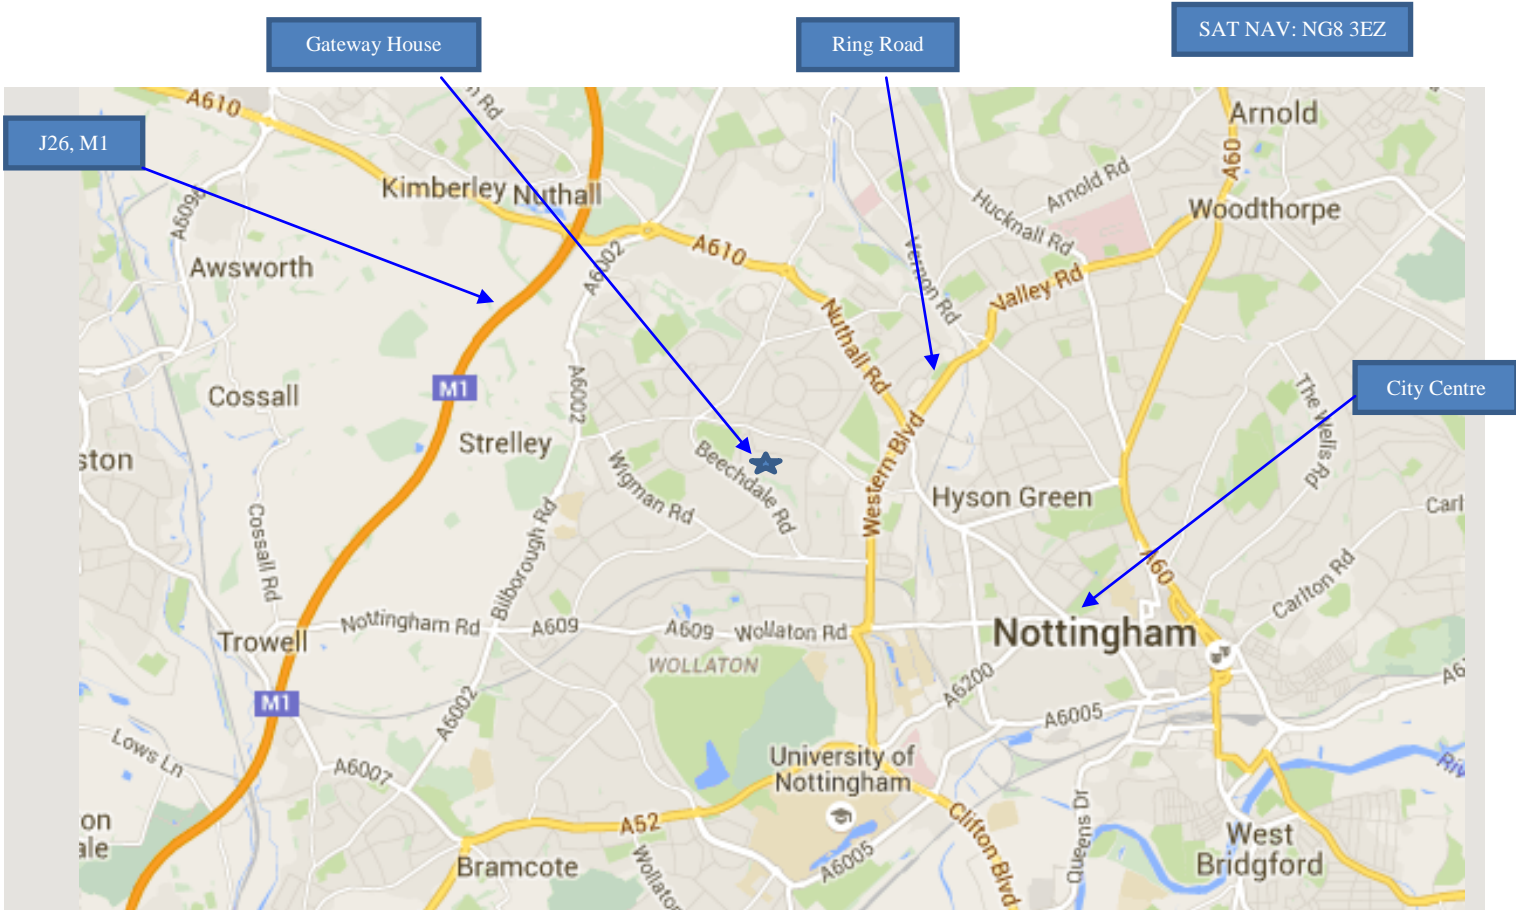 Gateway House
Ring Road
SAT NAV: NG8 3EZ
J26, M1
A610
Rd
Arnold
A60
Kimberley
Nuthall
Arnold Rd
A6096
Hucknall Rd
Woodthorpe
Awsworth
A6002
A610
Vernon Rd
Valley Rd
Nuthall Rd
M1
A6002
Cossall
City Centre
The Wells Rd
Strelley
Western Blvd
ston
Beechdale Rd
Wigman Rd
Hyson Green
Carl
Cossall Rd
Bilborough Rd
A60
Carlton Rd
Trowell
Nottingham Rd
A609
A609
Wollaton Rd
Nottingham
WOLLATON
A6200
A6
M1
A6002
A6005
Lows Ln
A6007
University of
Nottingham
Riv
on
ale
A52
Clifton Blvd
Queens Dr
West
Bridgford
Bramcote
Wollato
A6005